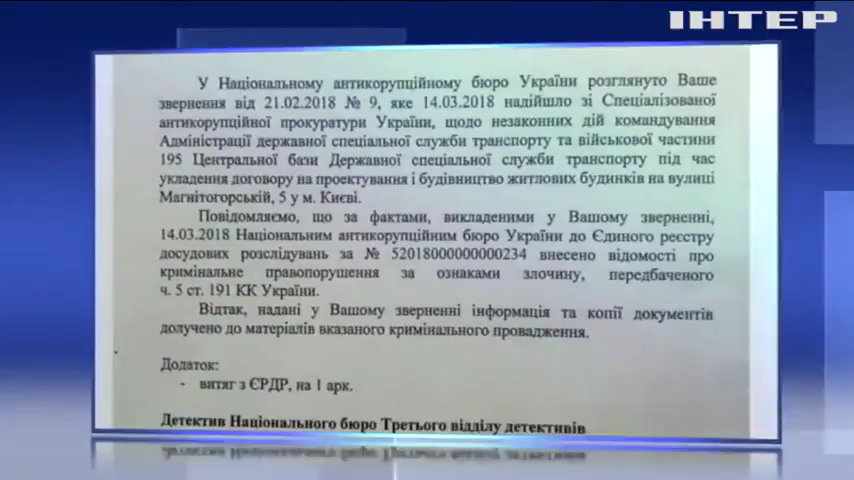 ІНТЕР
У Національному антикорупційному бюро України розглянуто Ваше
звернення від 21.02.2018 № 9, яке 14.03.2018 надійшло зі Спеціалізованої
антикорупційної прокуратури України, щодо незаконних дій командування
Адміністрації державної спеціальної служби транспорту та військової частини
195 Центральної бази Державної спеціальної служби транспорту під час
укладення договору на проектування і будівництво житлових будинків на вулиці
Магнітогорській, 5 у м. Києві.
Повідомляємо, що за фактами, викладеними у Вашому зверненні,
14.03.2018 Національним антикорупційним бюро України до Єдиного реєстру
досудових розслідувань за № 52018000000000234 внесено відомості про
кримінальне правопорушення за ознаками злочину, передбаченого
ч. 5 ст. 191 КК України.
Відтак, надані у Вашому зверненні інформація та копії документів
долучено до матеріалів вказаного кримінального провадження.
Додаток:
- витяг з ЄРДР, на 1 арк.
Детектив Національного бюро Третього відділу детективів